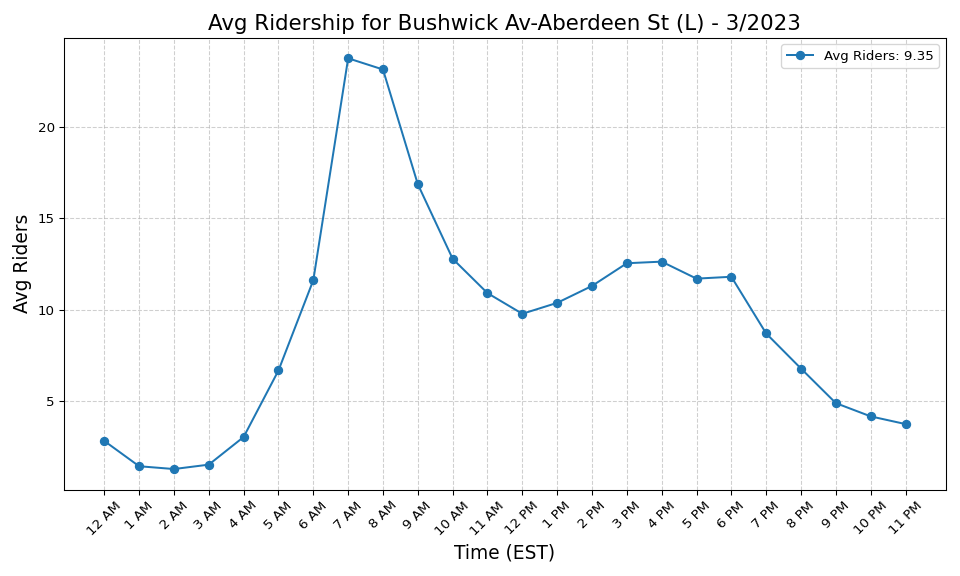 Avg Ridership for Bushwick Av-Aberdeen St (L) - 3/2023
Avg Riders: 9.35
Avg Riders
20
15
10
5
12 AM
1 AM
2 AM
3 AM
4 AM
5 AM
6 AM
7 AM
8 AM
9 AM
10 AM
11 AM
12 PM
1 PM
2 PM
3 PM
4 PM
5 PM
6 PM
7 PM
8 PM
9 PM
10 PM
11 PM
Time (EST)